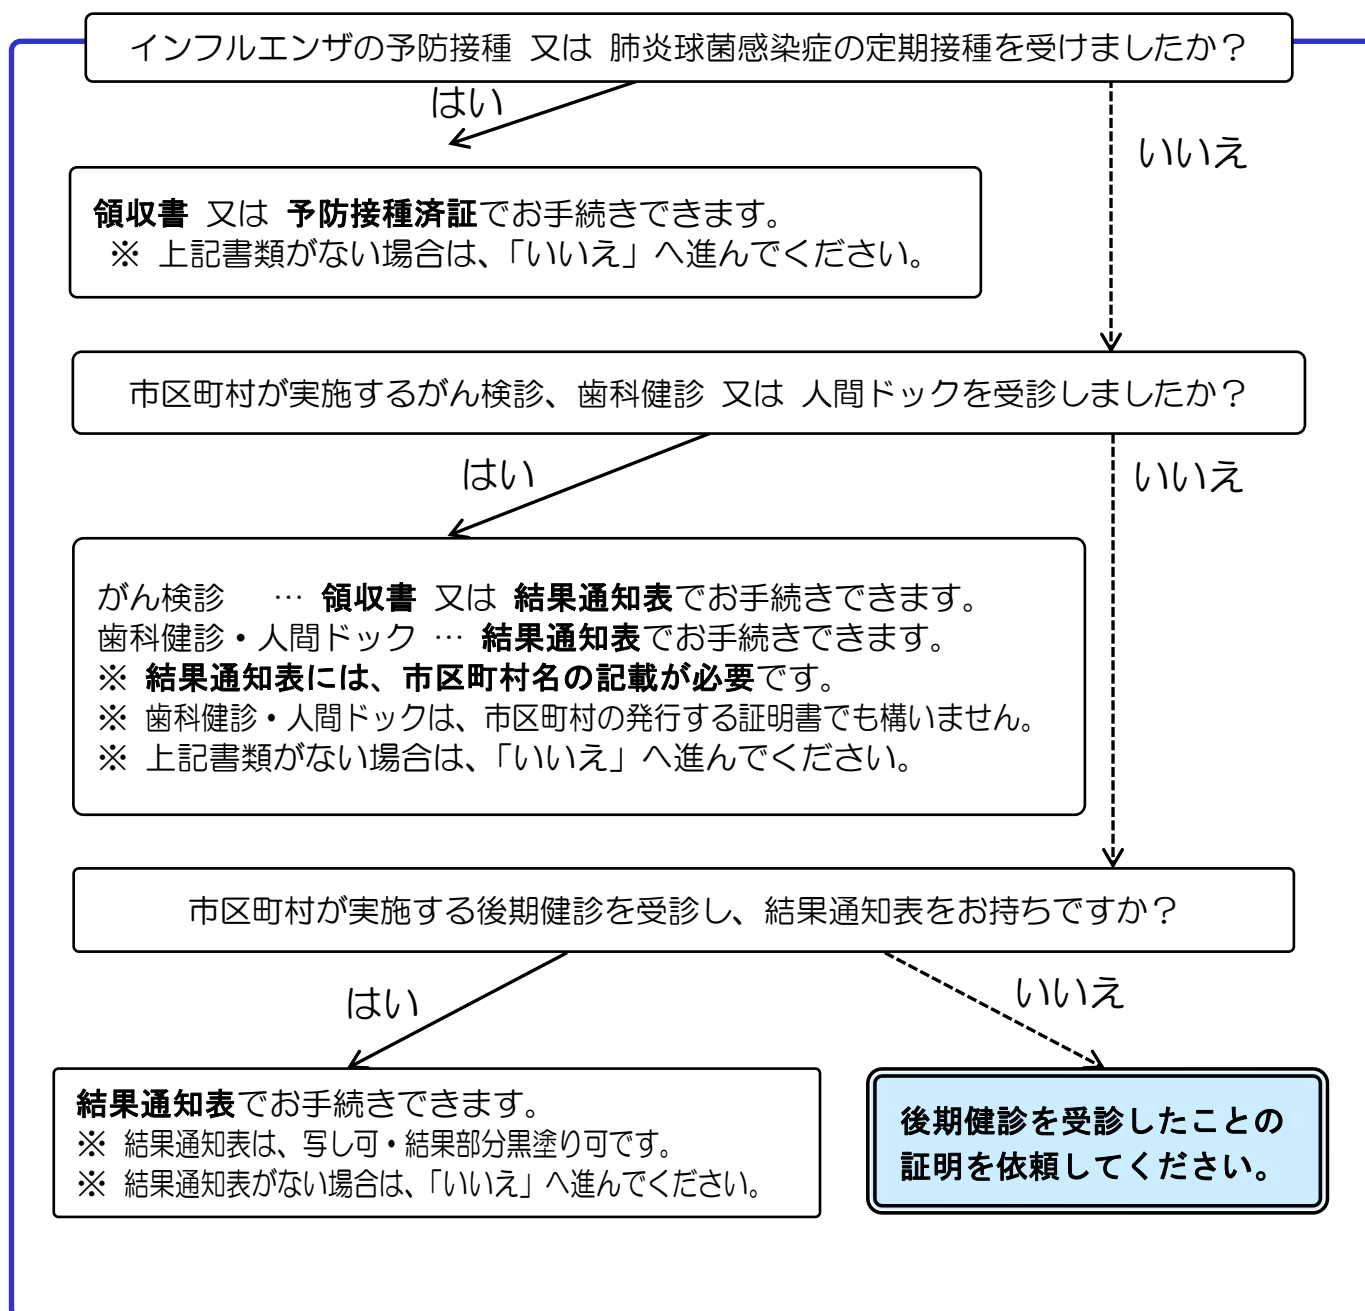 インフルエンザの予防接種 又は 肺炎球菌感染症の定期接種を受けましたか？
はい
いいえ
領収書 又は 予防接種済証でお手続きできます。
※ 上記書類がない場合は、「いいえ」へ進んでください。
市区町村が実施するがん検診、歯科健診 又は 人間ドックを受診しましたか？
はい
いいえ
がん検診 … 領収書 又は 結果通知表でお手続きできます。
歯科健診・人間ドック … 結果通知表でお手続きできます。
※ 結果通知表には、市区町村名の記載が必要です。
※ 歯科健診・人間ドックは、市区町村の発行する証明書でも構いません。
※ 上記書類がない場合は、「いいえ」へ進んでください。
市区町村が実施する後期健診を受診し、結果通知表をお持ちですか？
はい
いいえ
結果通知表でお手続きできます。
※ 結果通知表は、写し可・結果部分黒塗り可です。
※ 結果通知表がない場合は、「いいえ」へ進んでください。
後期健診を受診したことの
証明を依頼してください。